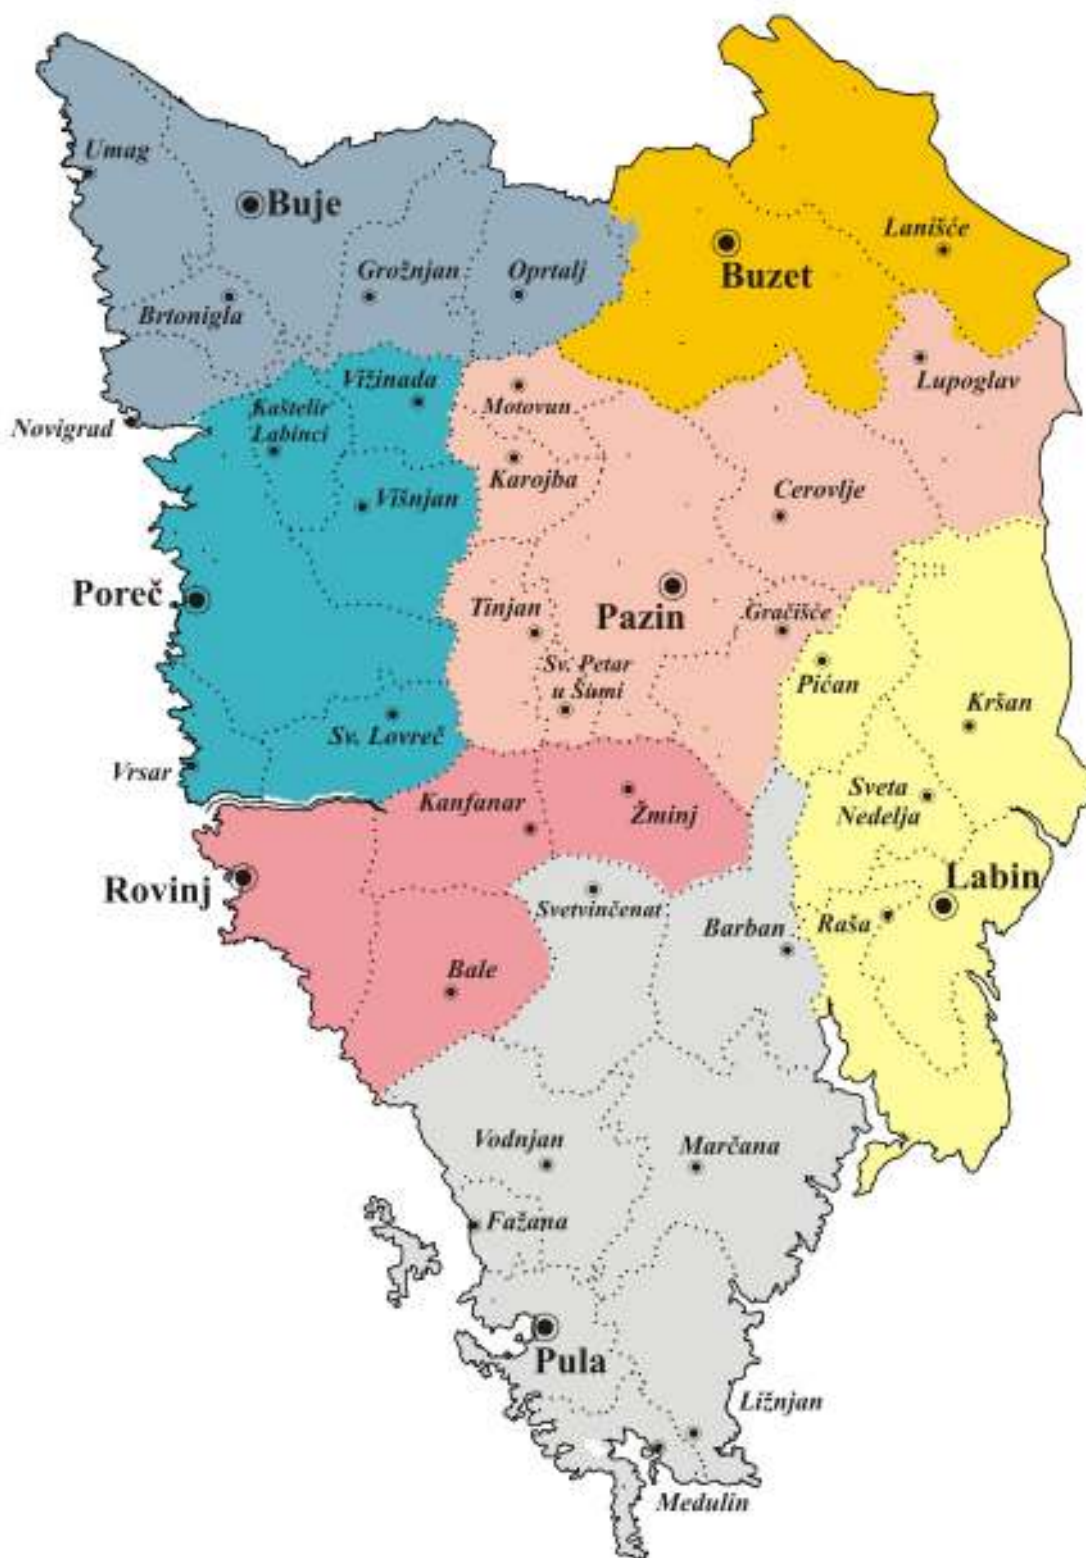 Umag
Buje
Lanišće
Buzet
Grožnjan
Oprtalj
Brtonigla
Lupoglav
Vižinada
Motovun
Novigrad
Kaštelir
Labinci
Karojba
Cerovlje
Višnjan
Poreč
Tinjan
Pazin
Gračišće
Sv. Petar
u Šumi
Pićan
Kršan
Sv. Lovreč
Vrsar
Kanfanar
Žminj
Sveta
Nedelja
Rovinj
Labin
Svetvinčenat
Barban
Raša
Bale
Vodnjan
Marčana
Fažana
Pula
Ližnjan
Medulin